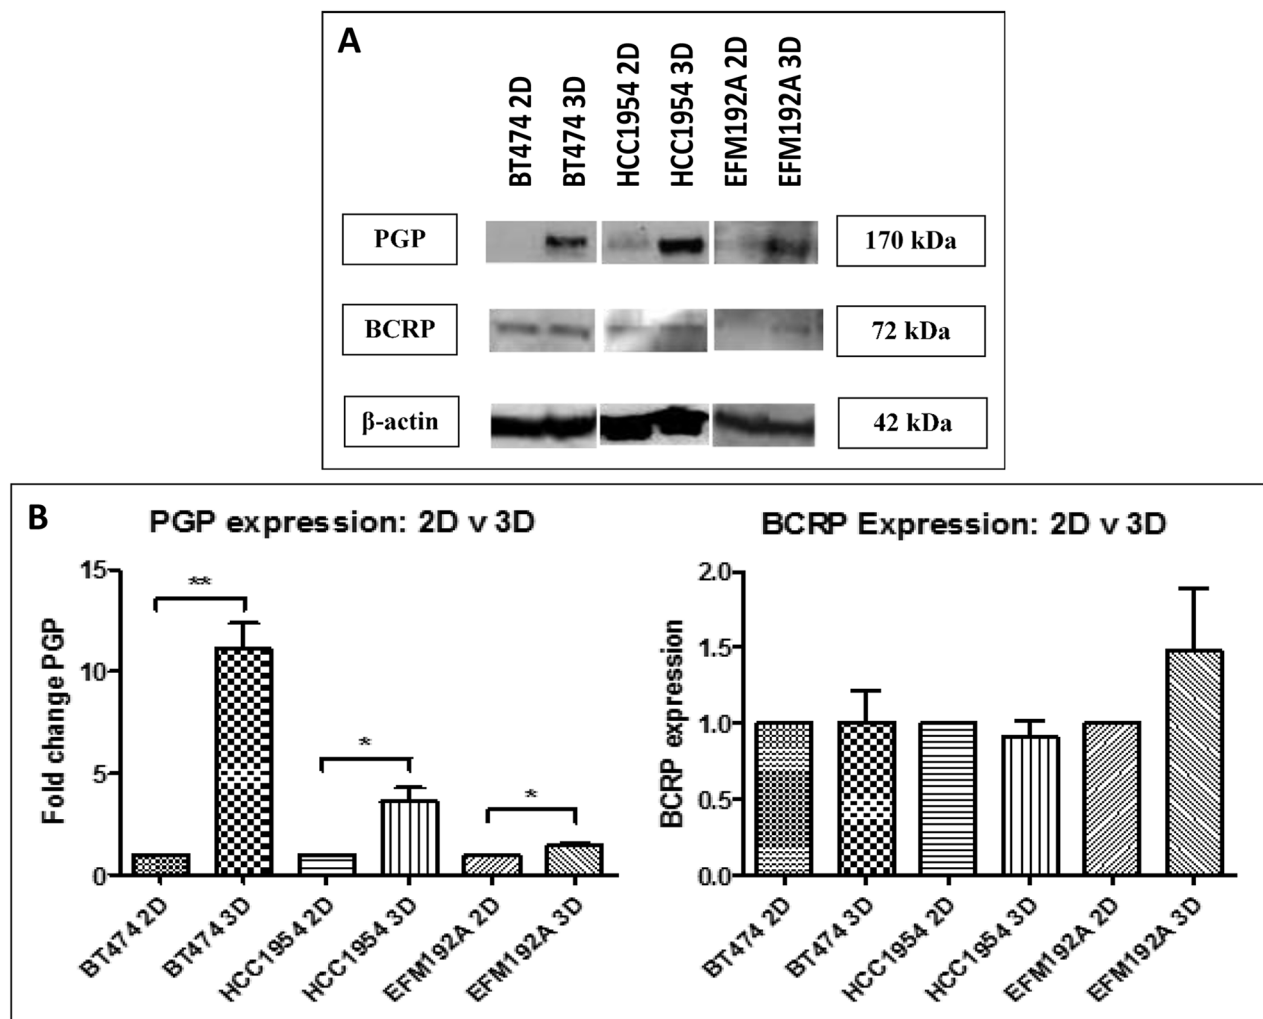 A
BT474 2D
BT474 3D
HCC1954 2D
HCC1954 3D
EFM192A 2D
EFM192A 3D
PGP
170 kDa
BCRP
72 kDa
β-actin
42 kDa
B
PGP expression: 2D v 3D
Fold change PGP
15
10
5
0
**
*
*
BT474 2D
BT474 3D
HCC1954 2D
HCC1954 3D
EFM192A 2D
EFM192A 3D
BCRP Expression: 2D v 3D
BCRP expression
2.0
1.5
1.0
0.5
0.0
BT474 2D
BT474 3D
HCC1954 2D
HCC1954 3D
EFM192A 2D
EFM192A 3D